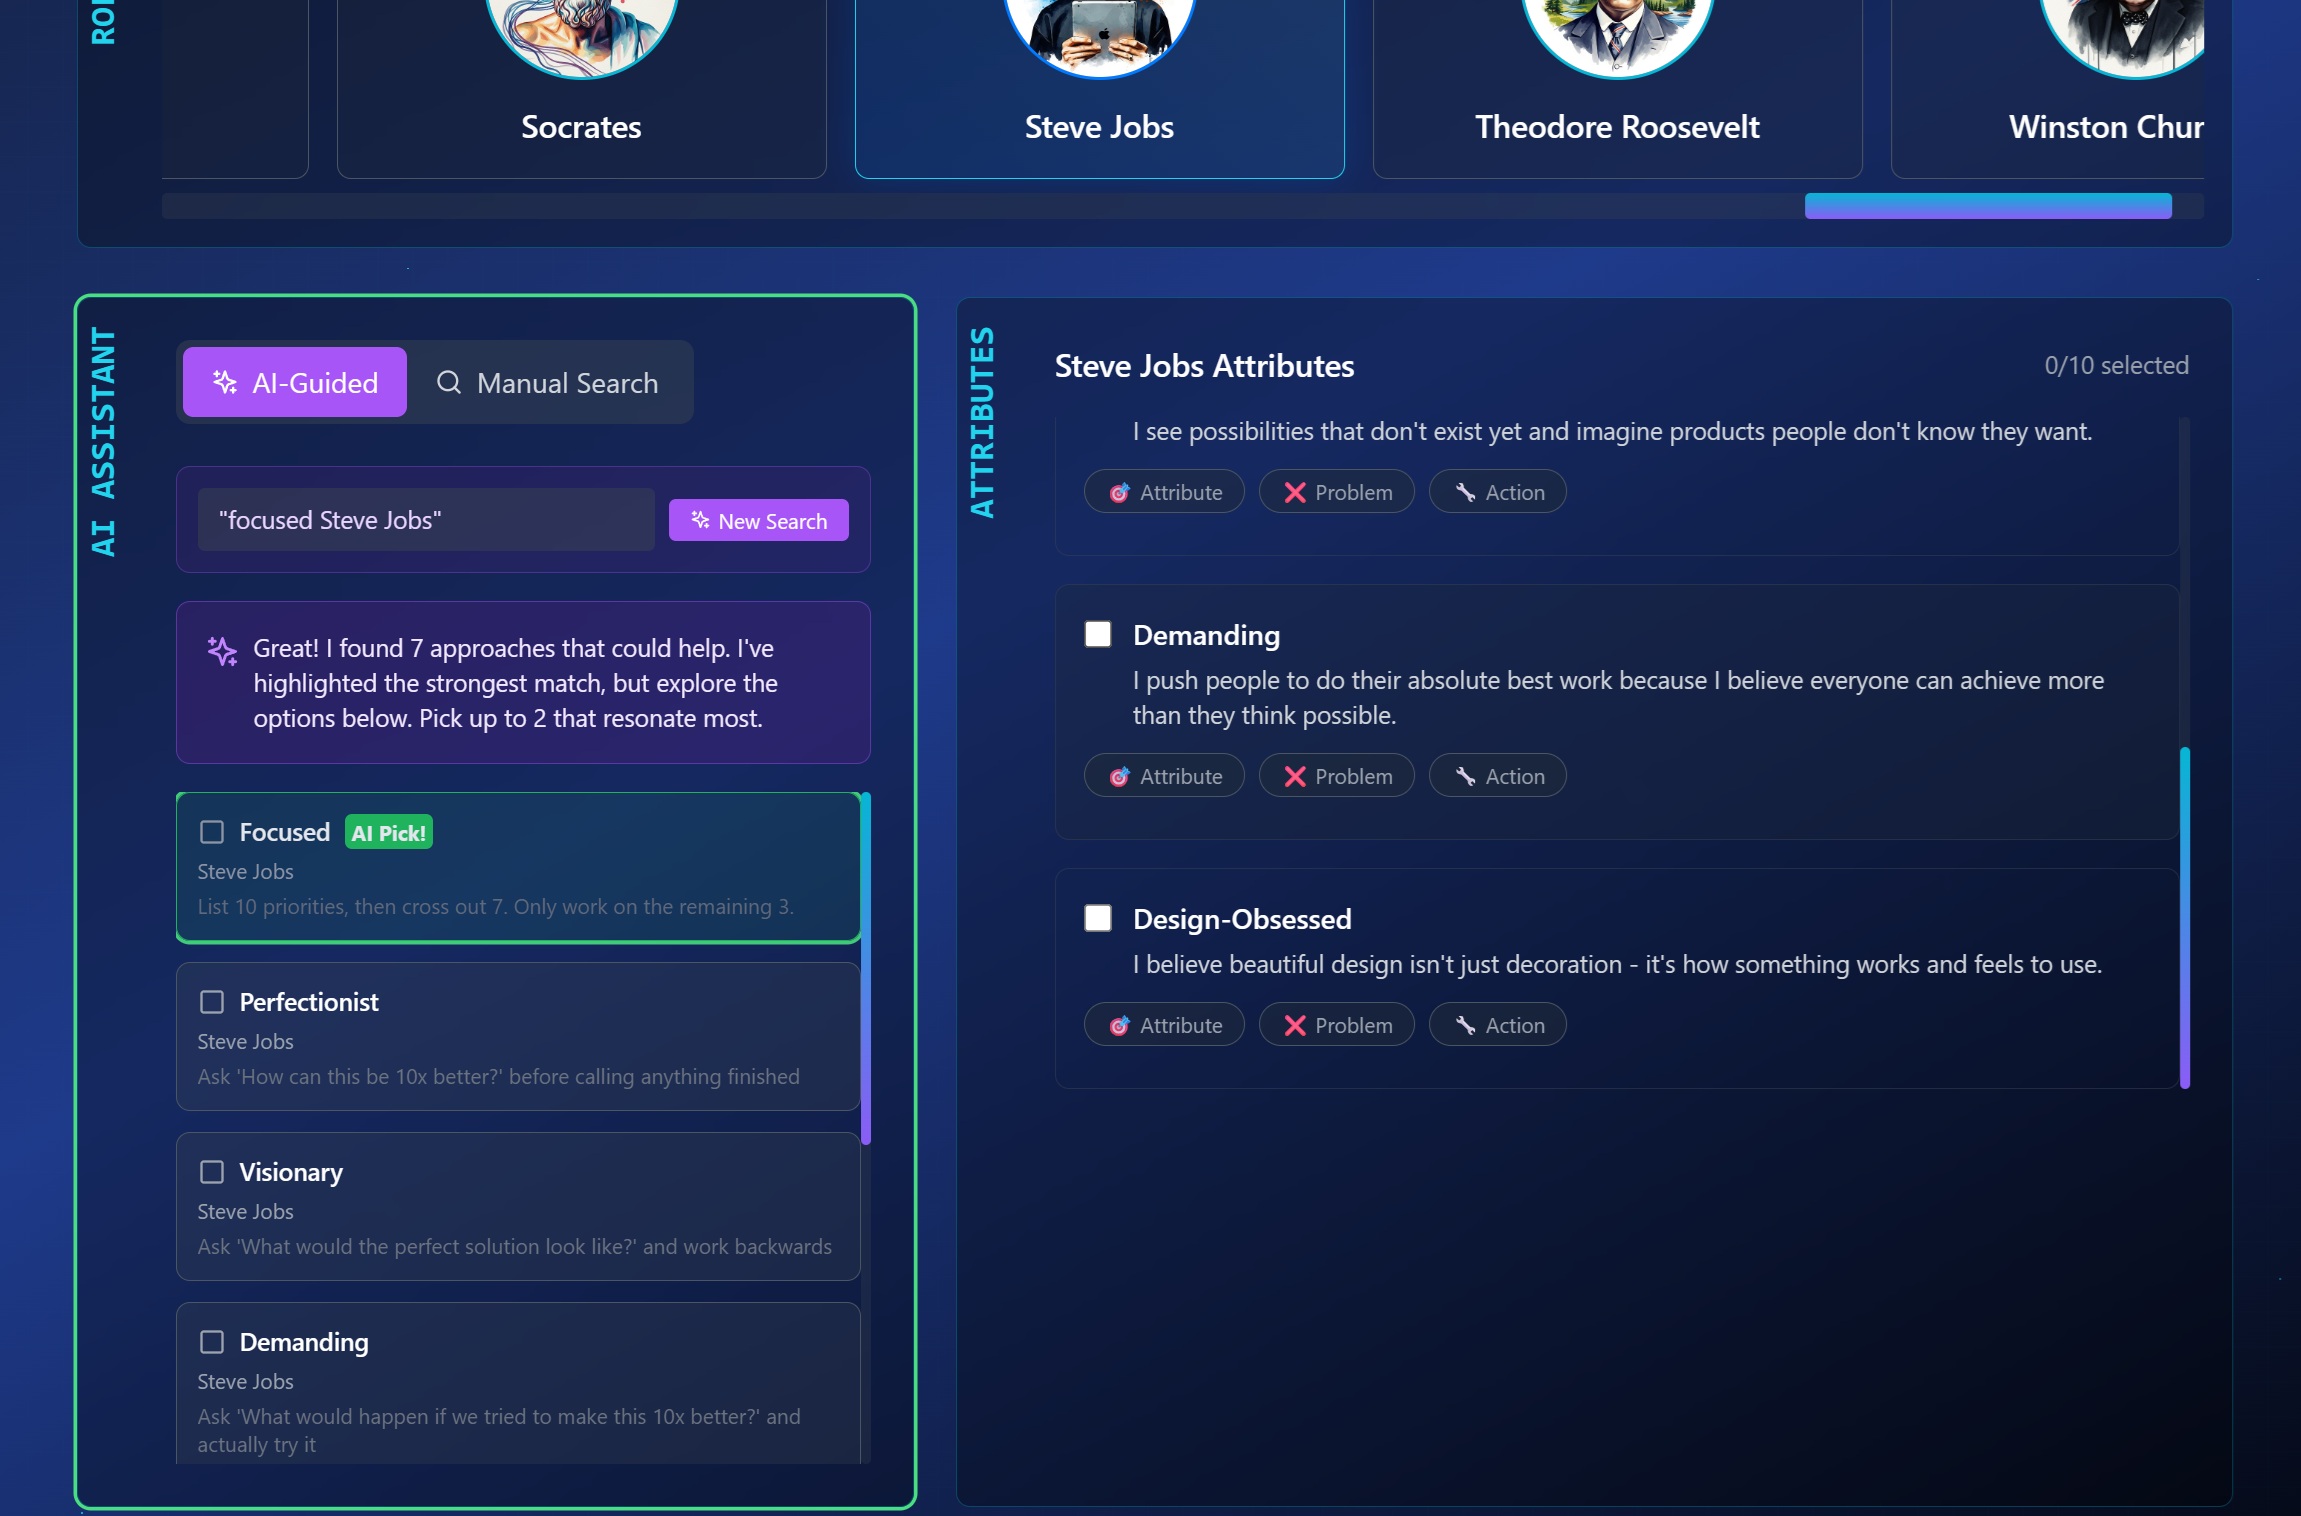 ROL
Socrates
Steve Jobs
Theodore Roosevelt
Winston Chur
AI ASSISTANT
AI-Guided
Manual Search
"focused Steve Jobs"
New Search
Great! I found 7 approaches that could help. I've
highlighted the strongest match, but explore the
options below. Pick up to 2 that resonate most.
Focused AI Pick!
Steve Jobs
List 10 priorities, then cross out 7. Only work on the remaining 3.
Perfectionist
Steve Jobs
Ask 'How can this be 10x better?' before calling anything finished
Visionary
Steve Jobs
Ask 'What would the perfect solution look like?' and work backwards
Demanding
Steve Jobs
Ask 'What would happen if we tried to make this 10x better?' and
actually try it
ATTRIBUTES
Steve Jobs Attributes
0/10 selected
I see possibilities that don't exist yet and imagine products people don't know they want.
Attribute Problem Action
Demanding
I push people to do their absolute best work because I believe everyone can achieve more
than they think possible.
Attribute Problem Action
Design-Obsessed
I believe beautiful design isn't just decoration - it's how something works and feels to use.
Attribute Problem Action